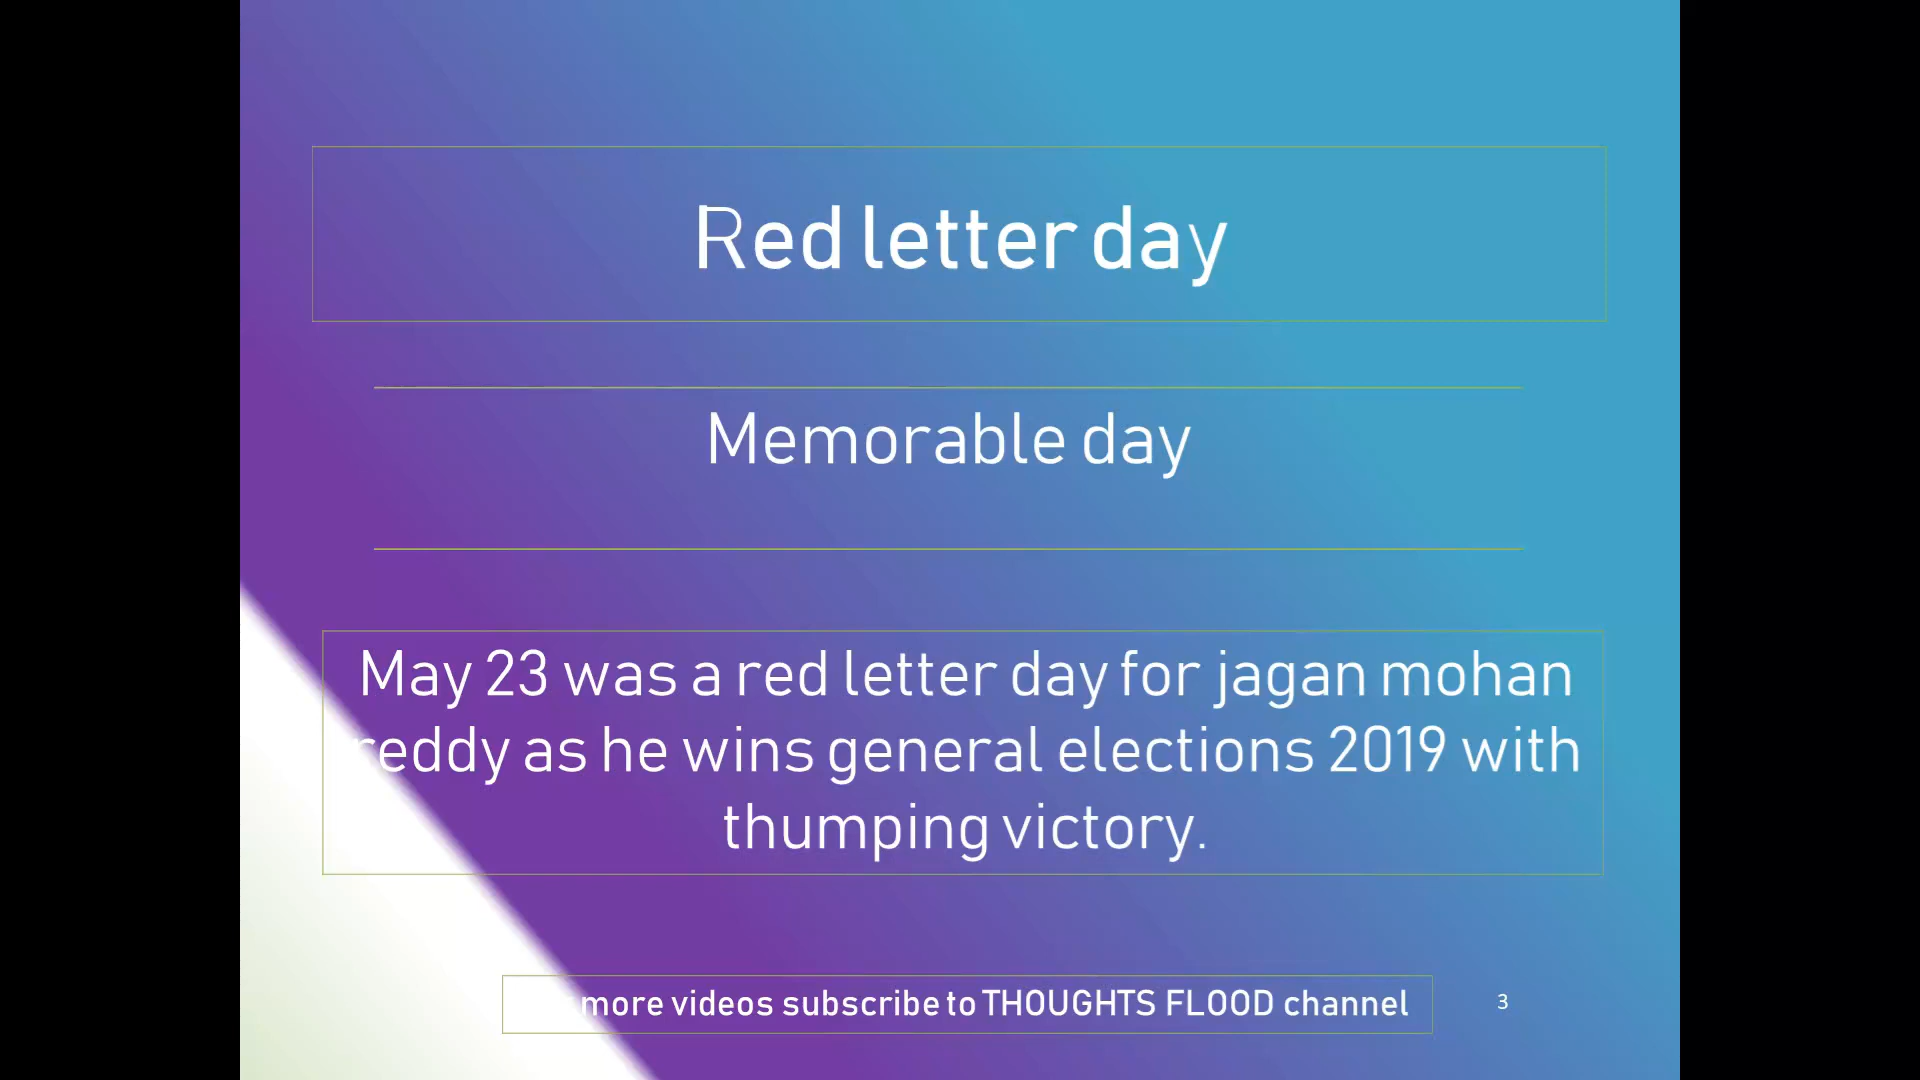 Red letter day
Memorable day
May 23 was a red letter day for jagan mohan
reddy as he wins general elections 2019 with
thumping victory.
more videos subscribe to THOUGHTS FLOOD channel
3